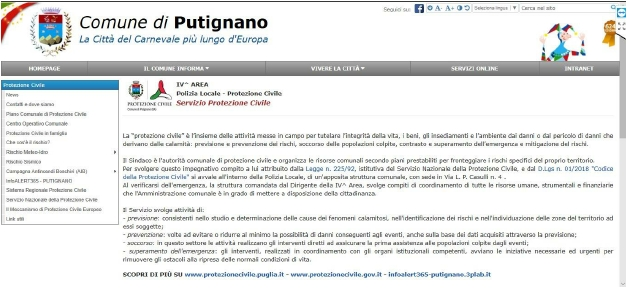 Seguici su
A- A+
Seleziona lingua
Cerca nel sito
Comune di Putignano
La Città del Carnevale più lungo d'Europa
HOMEPAGE
IL COMUNE INFORMA
VIVERE LA CITTÀ
SERVIZI ONLINE
INTRANET
Protezione Civile
News
Contatti e dove siamo
Piano Comunale di Protezione Civile
Centro Operativo Comunale
Protezione Civile in famiglia
Che cos'è il rischio?
Rischio Meteo-Idro
Rischio Sismico
Campagna Antincendi Boschivi (AIB)
InfoALERT365 - PUTIGNANO
Sistema Regionale Protezione Civile
Servizio Nazionale della Protezione Civile
Il Meccanismo di Protezione Civile Europeo
Link utili
PROTEZIONE CIVILE
IV^ AREA
Polizia Locale - Protezione Civile
Servizio Protezione Civile
La "protezione civile" è l'insieme delle attività messe in campo per tutelare l'integrità della vita, i beni, gli insediamenti e l'ambiente dai danni o dal pericolo di danni che
derivano dalle calamità: previsione e prevenzione dei rischi, soccorso delle popolazioni colpite, contrasto e superamento dell'emergenza e mitigazione dei rischi.
Il Sindaco è l'autorità comunale di protezione civile e organizza le risorse comunali secondo piani prestabiliti per fronteggiare i rischi specifici del proprio territorio.
Per svolgere questo impegnativo compito a lui attribuito dalla Legge n. 225/92, istitutiva del Servizio Nazionale della Protezione Civile, e dal D.Lgs n. 01/2018 "Codice
della Protezione Civile" si avvale all'interno della Polizia Locale, di un'apposita struttura comunale, con sede in Via L. P. Casulli n. 4 .
All verificarsi dell'emergenza, la struttura comandata dal Dirigente della IV^ Area, svolge compiti di coordinamento di tutte le risorse umane, strumentali e finanziarie
che l'Amministrazione comunale è in grado di mettere a disposizione della cittadinanza.
Il Servizio svolge attività di:
- previsione: consistenti nello studio e determinazione delle cause dei fenomeni calamitosi, nell'identificazione dei rischi e nell'individuazione delle zone del territorio ad
essi soggette;
- prevenzione: volte ad evitare o ridurre al minimo la possibilità di danni conseguenti agli eventi, anche sulla base dei dati acquisiti attraverso la previsione;
- soccorso: in questo settore le attività realizzano gli interventi diretti ad assicurare la prima assistenza alle popolazioni colpite dagli eventi;
- superamento dell'emergenza: gli interventi, realizzati in coordinamento con gli organi istituzionali competenti, avviano le iniziative necessarie ed urgenti per
rimuovere gli ostacoli alla ripresa delle normali condizioni di vita.
SCOPRI DI PIÙ SU www.protezionecivile.puglia.it - www.protezionecivile.gov.it - infoalert365-putignano.3plab.it